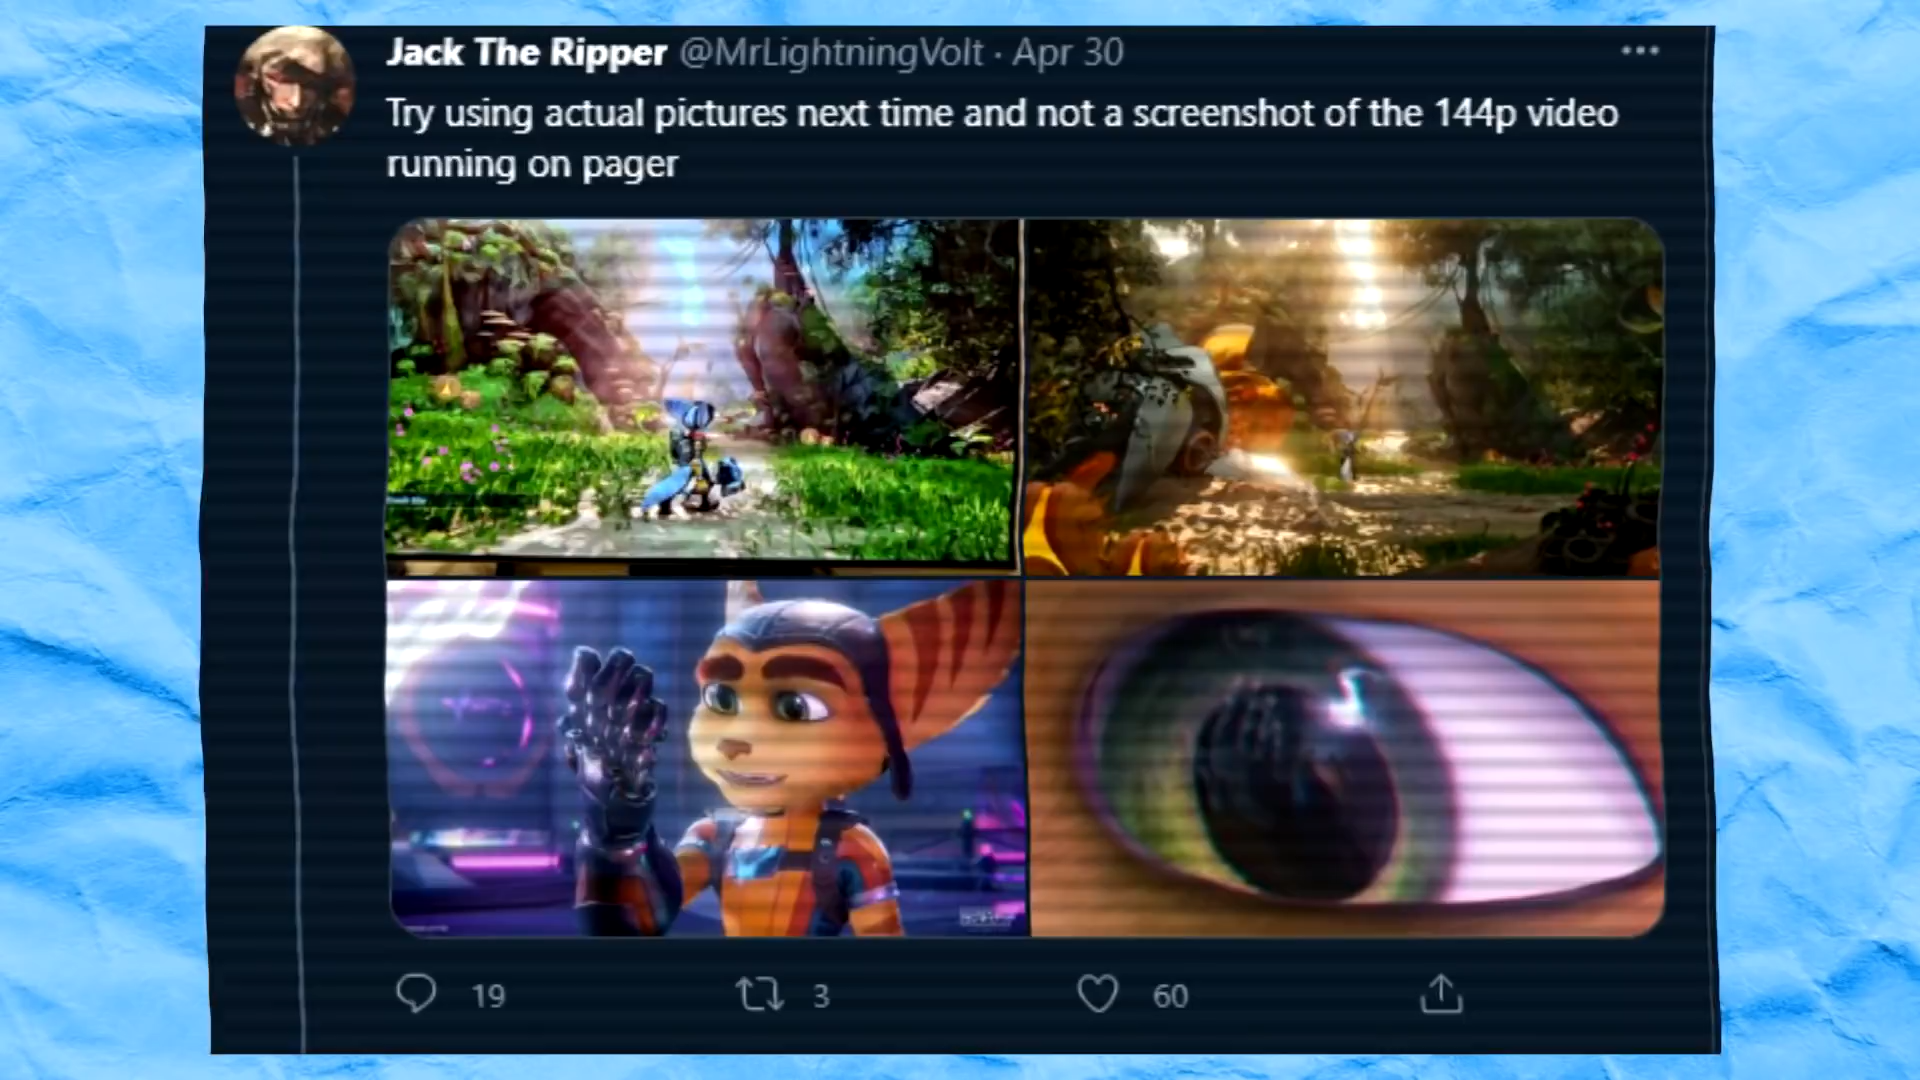 Jack The Ripper @MrLightningVolt · Apr 30
Try using actual pictures next time and not a screenshot of the 144p video
running on pager
19 3 60